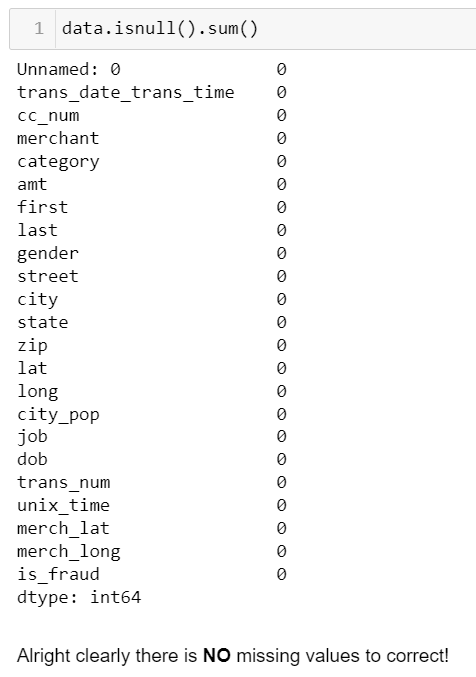 1 data.isnull().sum()
Unnamed: 0 0
trans_date_trans_time 0
cc_num 0
merchant 0
category 0
amt 0
first 0
last 0
gender 0
street 0
city 0
state 0
zip 0
lat 0
long 0
city_pop 0
job 0
dob 0
trans_num 0
unix_time 0
merch_lat 0
merch_long 0
is_fraud 0
dtype: int64
Alright clearly there is NO missing values to correct!